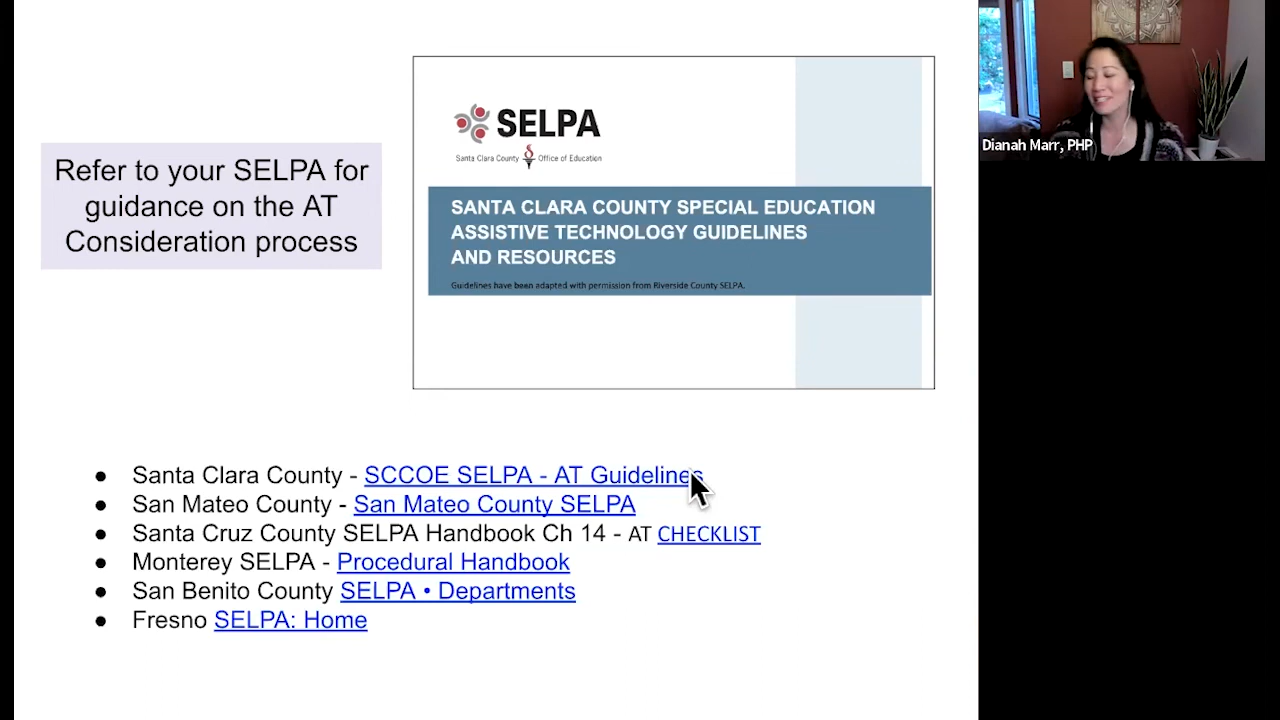 Refer to your SELPA for
guidance on the AT
Consideration process
SELPA
Santa Clara County Office of Education
SANTA CLARA COUNTY SPECIAL EDUCATION
ASSISTIVE TECHNOLOGY GUIDELINES
AND RESOURCES
Guidelines have been adapted with permission from Riverside County SELPA.
● Santa Clara County - SCCOE SELPA - AT Guidelines
● San Mateo County - San Mateo County SELPA
● Santa Cruz County SELPA Handbook Ch 14 - AT CHECKLIST
● Monterey SELPA - Procedural Handbook
● San Benito County SELPA • Departments
● Fresno SELPA: Home
Dianah Marr, PHP